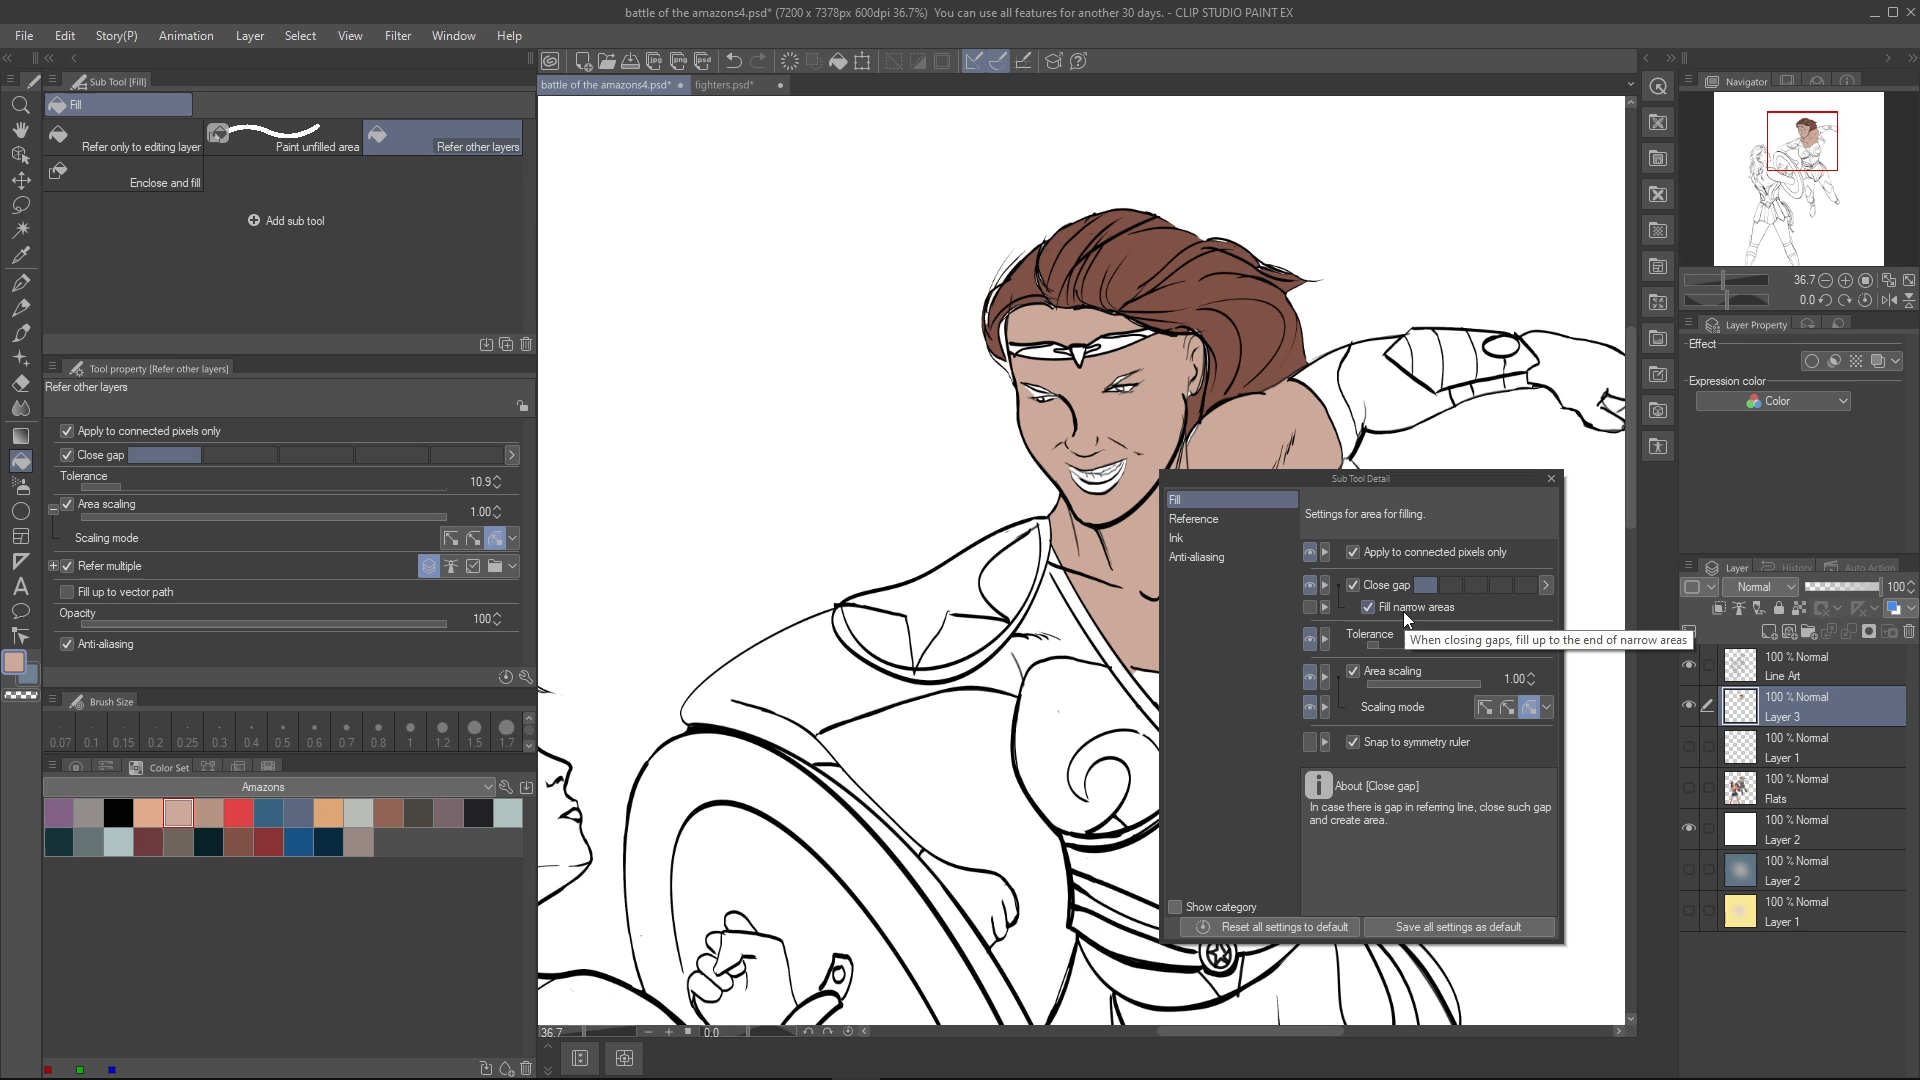 battle of the amazons4.psd* (7200 x 7378px 600dpi 36.7%)  You can use all features for another 30 days. - CLIP STUDIO PAINT EX
File Edit Story(P) Animation Layer Select View Filter Window Help
Sub Tool [Fill]
Fill
Refer only to editing layer
Paint unfilled area
Refer other layers
Enclose and fill
Add sub tool
Tool property [Refer other layers]
Refer other layers
Apply to connected pixels only
Close gap
Tolerance
10.9
Area scaling
1.00
Scaling mode
Refer multiple
Fill up to vector path
Opacity
100
Anti-aliasing
Brush Size
0.07 0.1 0.15 0.2 0.25 0.3 0.4 0.5 0.6 0.7 0.8 1 1.2 1.5 1.7
Color Set
Amazons
jpg png psd
battle of the amazons4.psd*
fighters.psd*
36.7
0.0
Sub Tool Detail
Fill
Reference
Ink
Anti-aliasing
Settings for area for filling.
Apply to connected pixels only
Close gap
Fill narrow areas
Tolerance
When closing gaps, fill up to the end of narrow areas
Area scaling
1.00
Scaling mode
Snap to symmetry ruler
About [Close gap]
In case there is gap in referring line, close such gap
and create area.
Show category
Reset all settings to default
Save all settings as default
Navigator
36.7
0.0
Layer Property
Effect
Expression color
Color
Layer
History
Auto Action
Normal
100
100 % Normal
Line Art
100 % Normal
Layer 3
100 % Normal
Layer 1
100 % Normal
Flats
100 % Normal
Layer 2
100 % Normal
Layer 2
100 % Normal
Layer 1